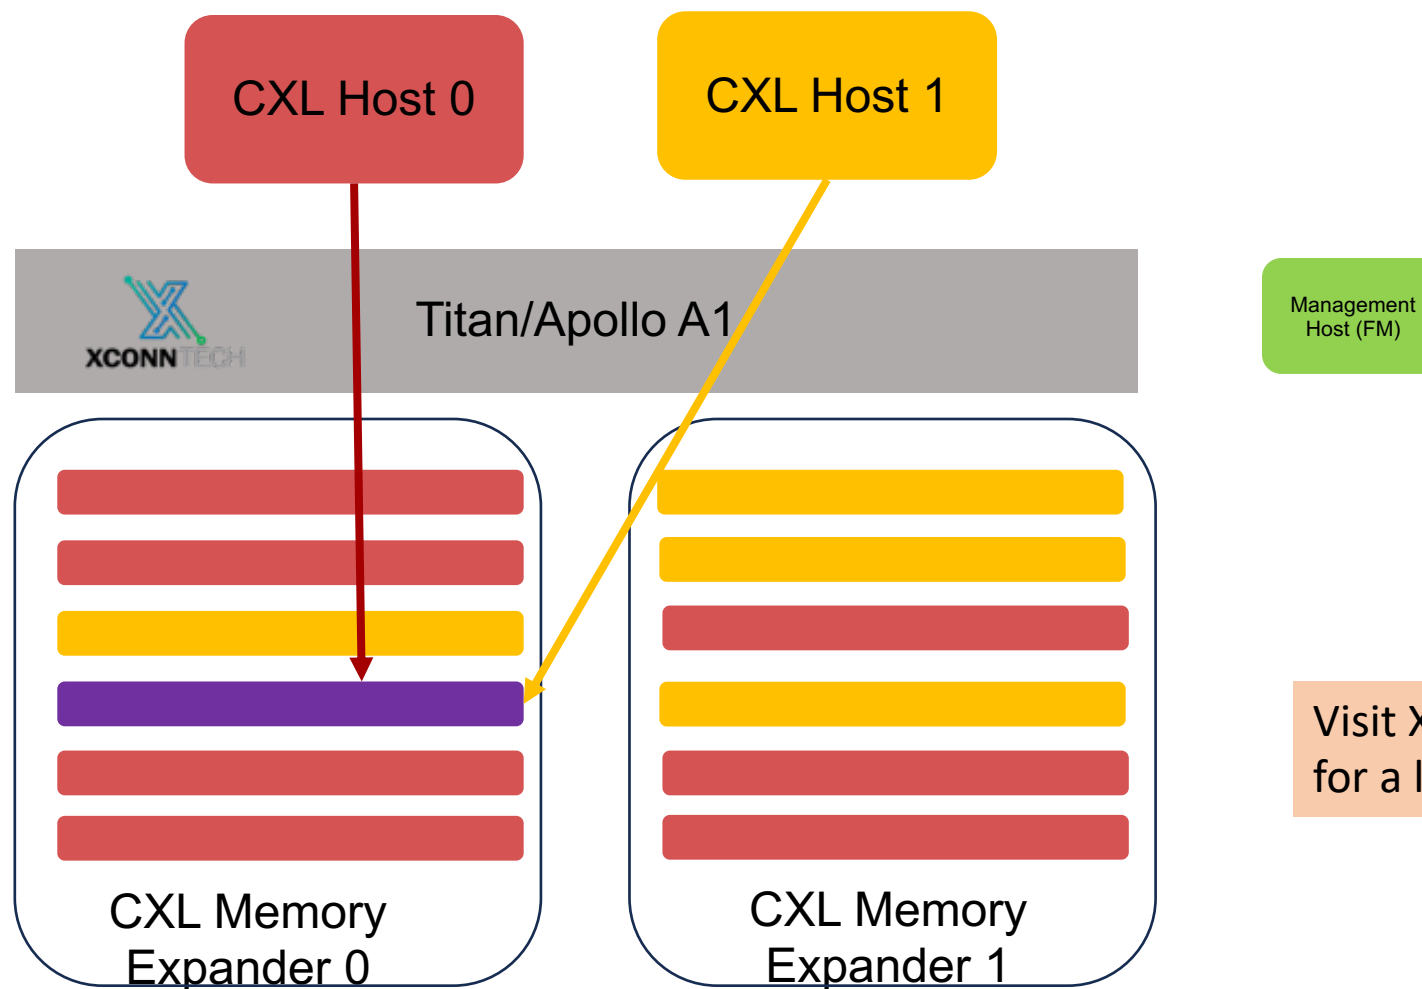 CXL Host 0
CXL Host 1
XCONNTECH
Titan/Apollo A1
Management
Host (FM)
Visit X
for a l
CXL Memory
Expander 0
CXL Memory
Expander 1